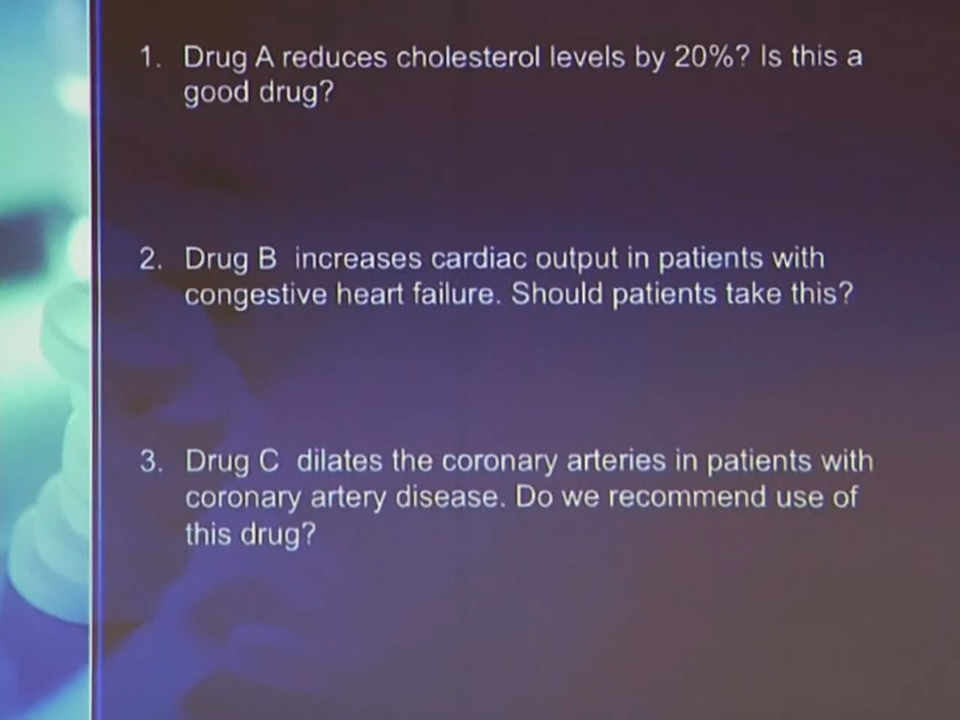 1. Drug A reduces cholesterol levels by 20%? Is this a
good drug?
2. Drug B increases cardiac output in patients with
congestive heart failure. Should patients take this?
3. Drug C dilates the coronary arteries in patients with
coronary artery disease. Do we recommend use of
this drug?